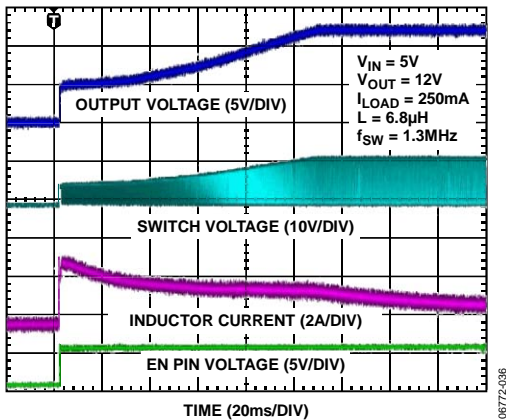 T
V_IN = 5V
V_OUT = 12V
I_LOAD = 250mA
L = 6.8µH
f_SW = 1.3MHz
OUTPUT VOLTAGE (5V/DIV)
SWITCH VOLTAGE (10V/DIV)
INDUCTOR CURRENT (2A/DIV)
EN PIN VOLTAGE (5V/DIV)
TIME (20ms/DIV)
06772-036